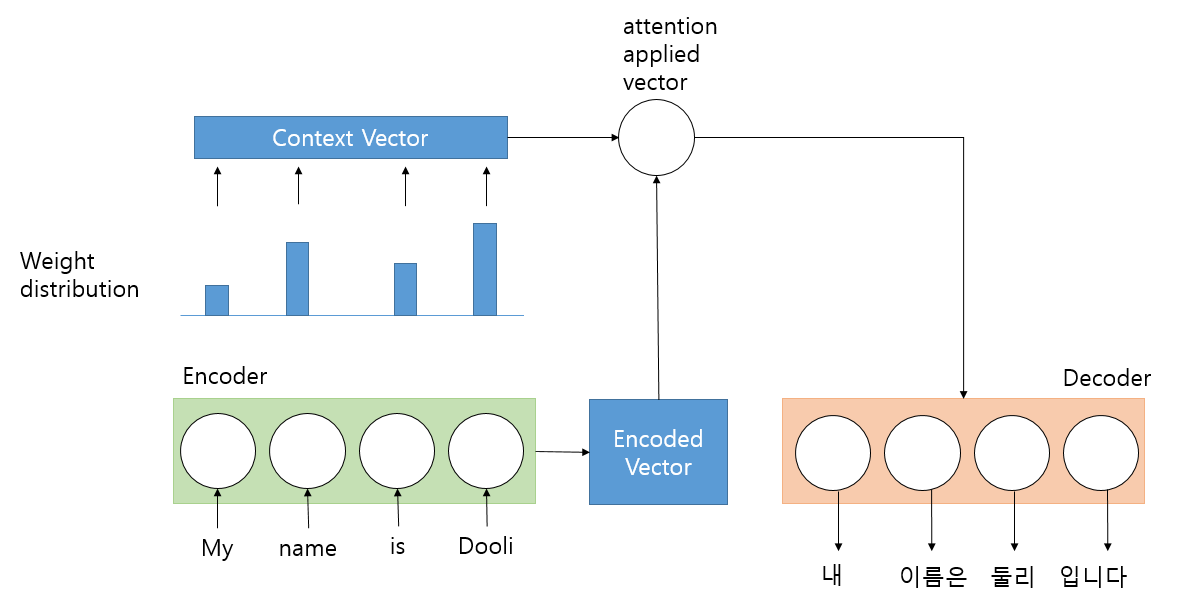 attention
applied
vector
Context Vector
Weight
distribution
Encoder
Decoder
Encoded
Vector
My name is Dooli
내 이름은 둘리 입니다